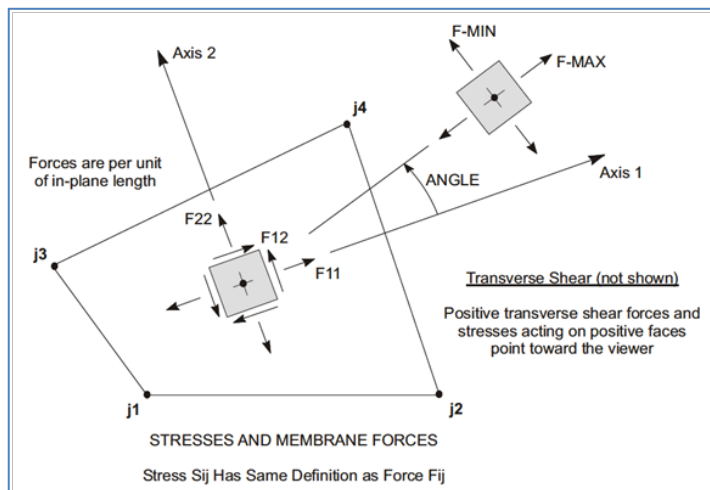 F-MIN
F-MAX
Axis 2
j4
Forces are per unit
of in-plane length
ANGLE
Axis 1
F22
F12
F11
j3
Transverse Shear (not shown)
Positive transverse shear forces and
stresses acting on positive faces
point toward the viewer
j1
j2
STRESSES AND MEMBRANE FORCES
Stress Sij Has Same Definition as Force Fij